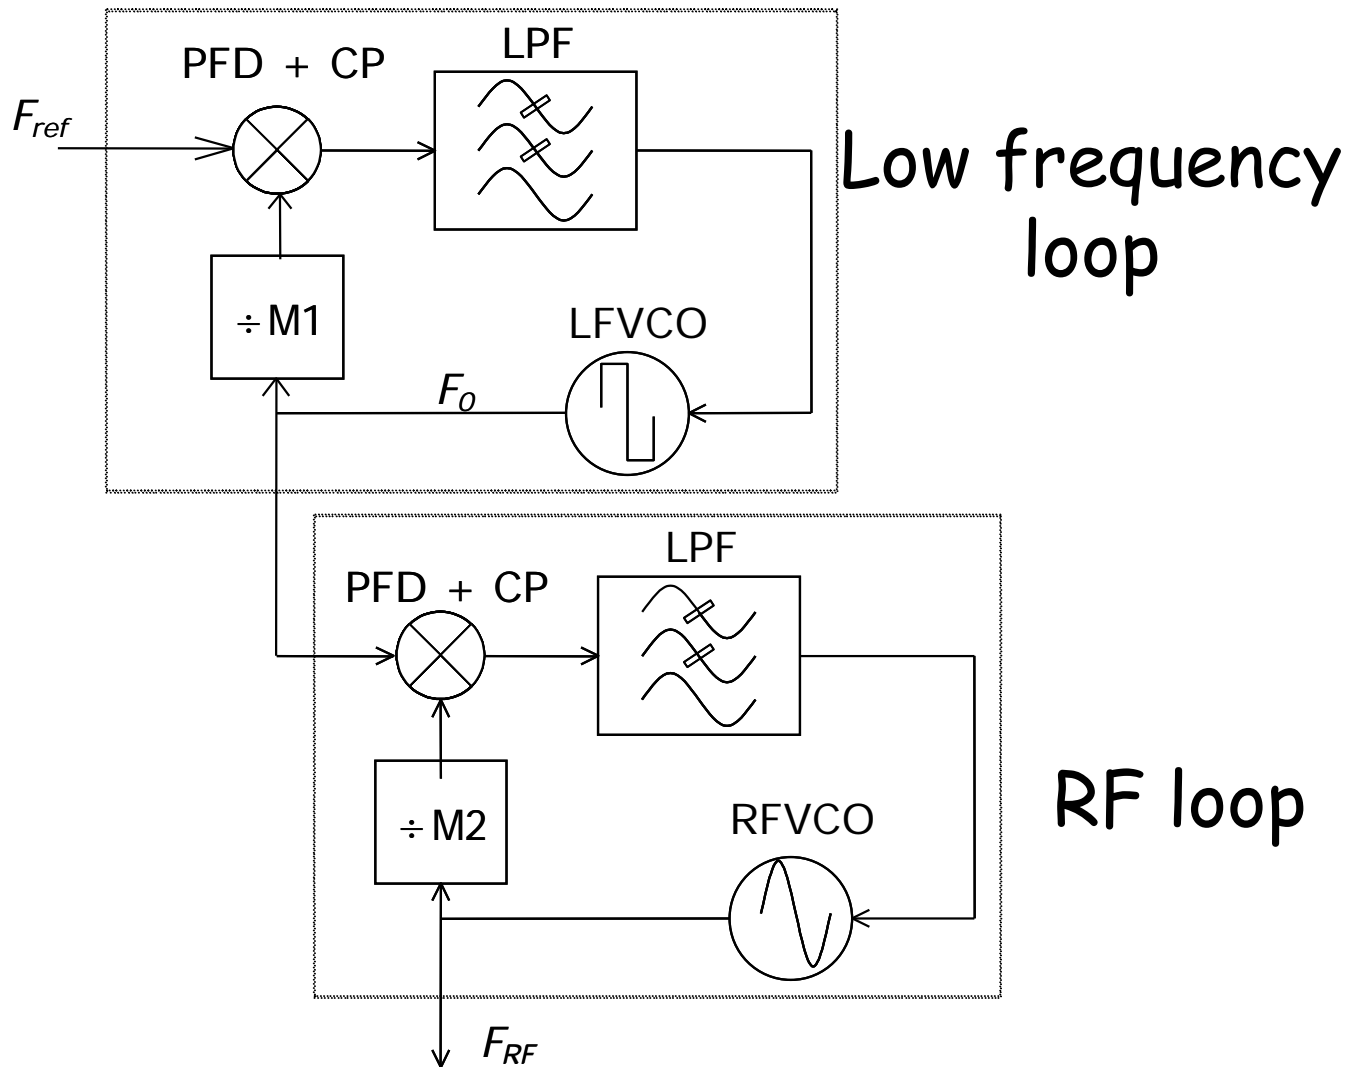 LPF
PFD + CP
F_ref
Low frequency
loop
÷M1
LFVCO
F_0
LPF
PFD + CP
RF loop
÷M2
RFVCO
F_RF